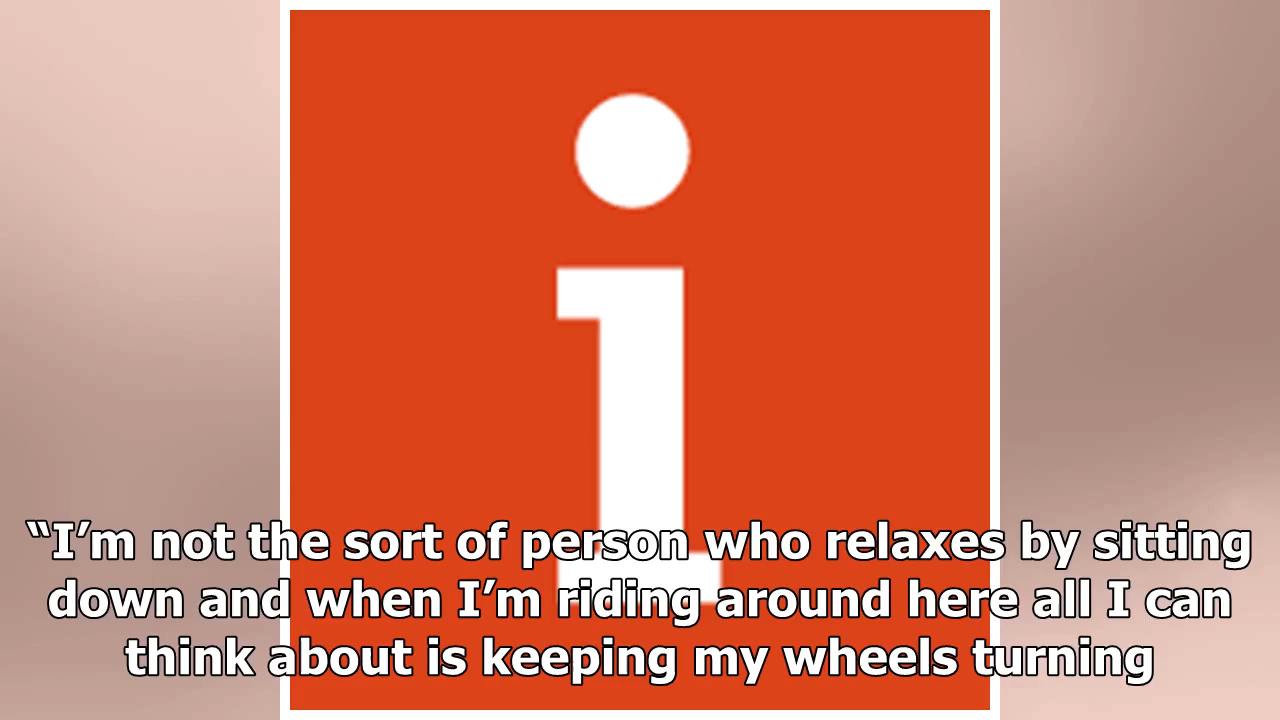 i
“I’m not the sort of person who relaxes by sitting
down and when I’m riding around here all I can
think about is keeping my wheels turning